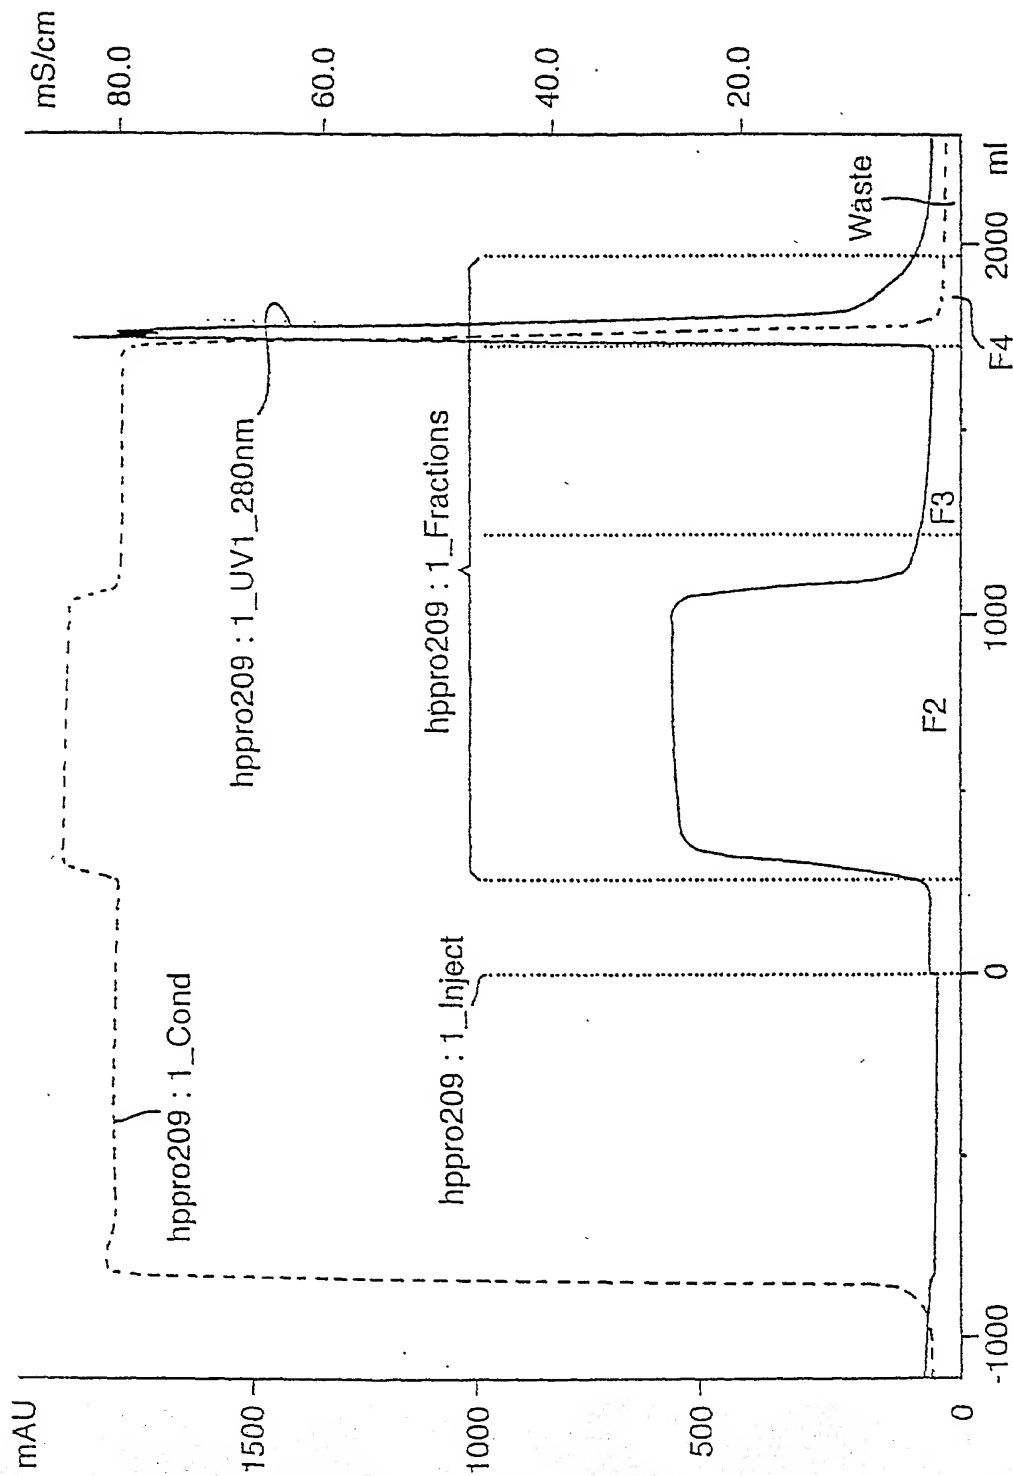 mAU
1500
1000
500
0
mS/cm
80.0
60.0
40.0
20.0
hppro209 : 1_Cond
hppro209 : 1_UV1_280nm
hppro209 : 1_Fractions
hppro209 : 1_Inject
F2
F3
F4
Waste
-1000
0
1000
2000
ml